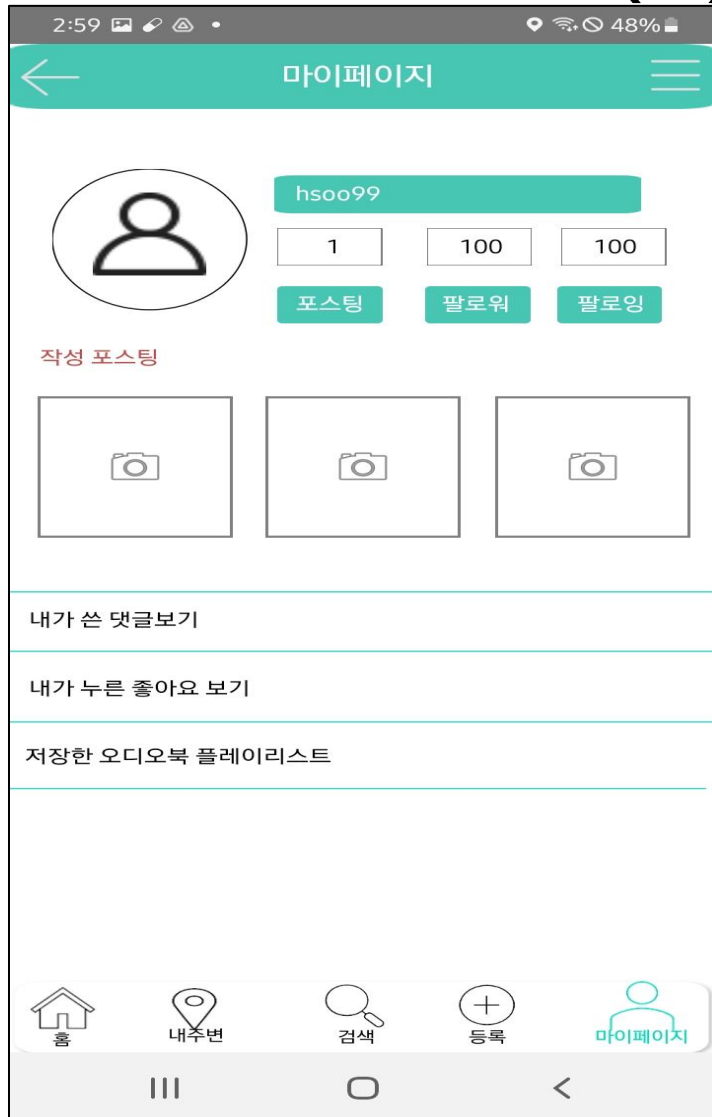 2:59 48%
마이페이지
hsoo99
1 100 100
포스팅 팔로워 팔로잉
작성 포스팅
내가 쓴 댓글보기
내가 누른 좋아요 보기
저장한 오디오북 플레이리스트
홈 내주변 검색 등록 마이페이지